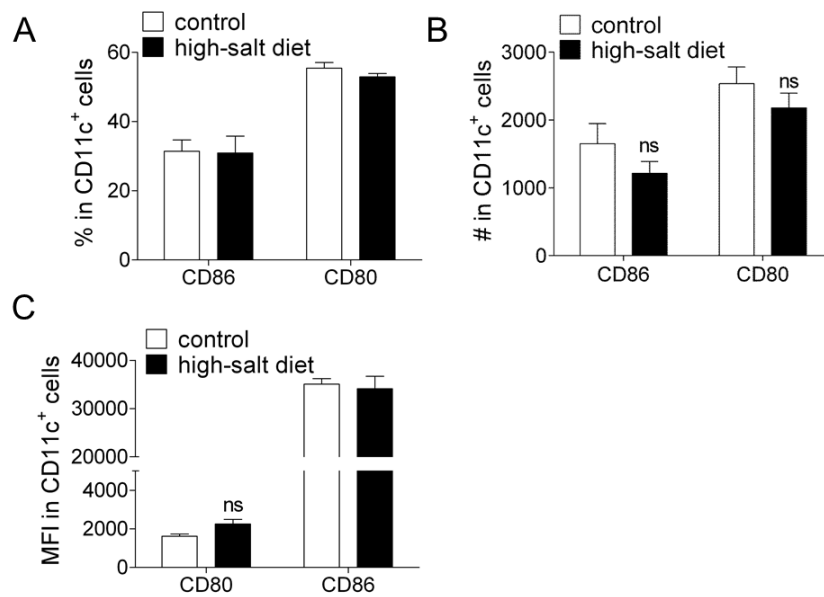 A
control
high-salt diet
% in CD11c+ cells
60
40
20
0
CD86
CD80
B
control
high-salt diet
# in CD11c+ cells
3000
2000
1000
0
ns
ns
CD86
CD80
C
control
high-salt diet
MFI in CD11c+ cells
40000
30000
20000
4000
2000
0
ns
CD80
CD86